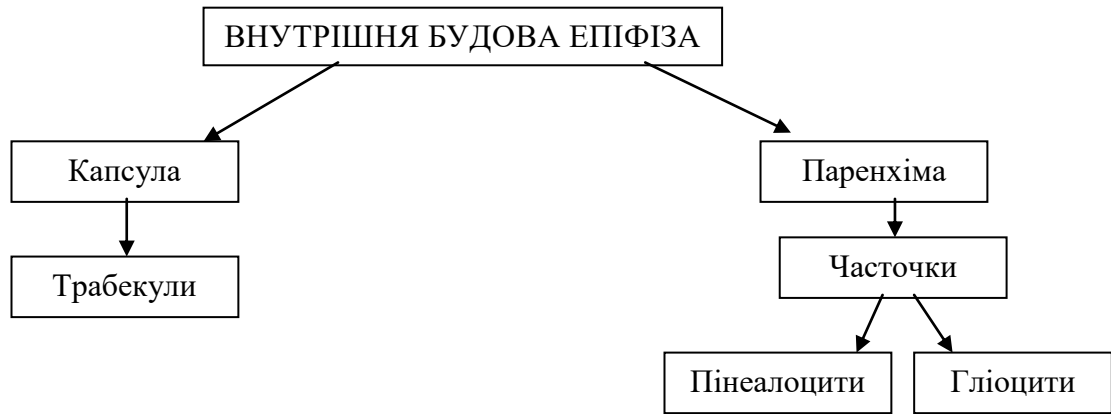 ВНУТРІШНЯ БУДОВА ЕПІФІЗА
Капсула
Паренхіма
Трабекули
Часточки
Пінеалоцити
Гліоцити